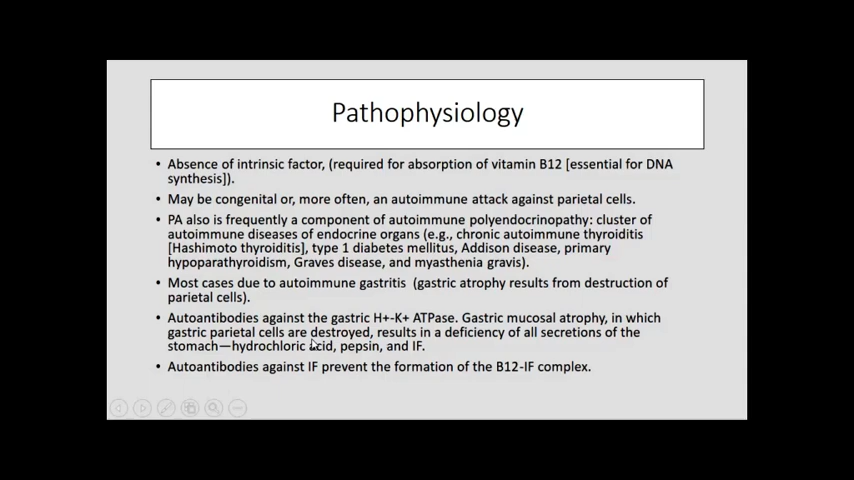 Pathophysiology
• Absence of intrinsic factor, (required for absorption of vitamin B12 [essential for DNA
synthesis]).
• May be congenital or, more often, an autoimmune attack against parietal cells.
• PA also is frequently a component of autoimmune polyendocrinopathy: cluster of
autoimmune diseases of endocrine organs (e.g., chronic autoimmune thyroiditis
[Hashimoto thyroiditis], type 1 diabetes mellitus, Addison disease, primary
hypoparathyroidism, Graves disease, and myasthenia gravis).
• Most cases due to autoimmune gastritis (gastric atrophy results from destruction of
parietal cells).
• Autoantibodies against the gastric H+-K+ ATPase. Gastric mucosal atrophy, in which
gastric parietal cells are destroyed, results in a deficiency of all secretions of the
stomach—hydrochloric acid, pepsin, and IF.
• Autoantibodies against IF prevent the formation of the B12-IF complex.